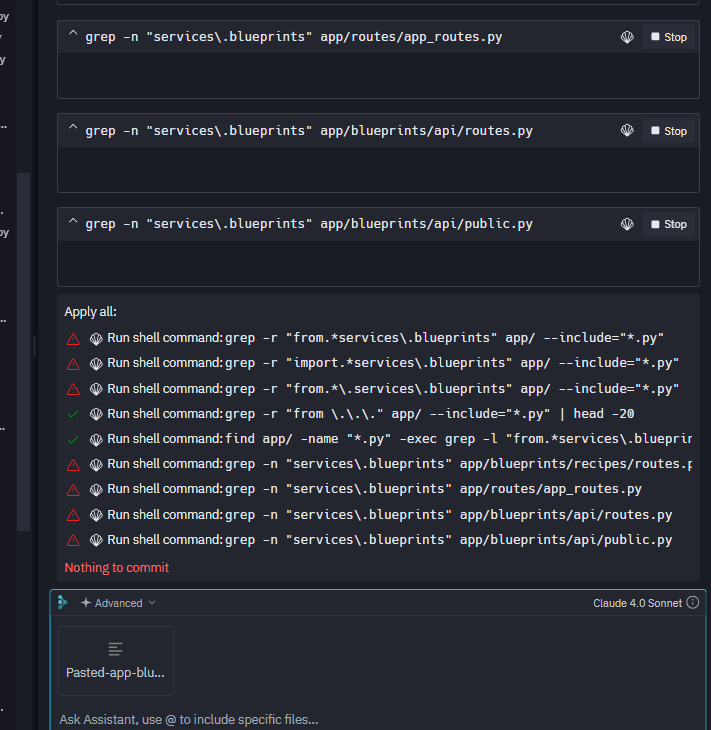 py
grep -n "services\.blueprints" app/routes/app_routes.py
Stop
y
grep -n "services\.blueprints" app/blueprints/api/routes.py
Stop
...
grep -n "services\.blueprints" app/blueprints/api/public.py
Stop
py
Apply all:
Run shell command: grep -r "from.*services\.blueprints" app/ --include="*.py"
Run shell command: grep -r "import.*services\.blueprints" app/ --include="*.py"
Run shell command: grep -r "from.*\.services\.blueprints" app/ --include="*.py"
Run shell command: grep -r "from \.\.\." app/ --include="*.py" | head -20
Run shell command: find app/ -name "*.py" -exec grep -l "from.*services\.blueprin
Run shell command: grep -n "services\.blueprints" app/blueprints/recipes/routes.p
Run shell command: grep -n "services\.blueprints" app/routes/app_routes.py
Run shell command: grep -n "services\.blueprints" app/blueprints/api/routes.py
Run shell command: grep -n "services\.blueprints" app/blueprints/api/public.py
Nothing to commit
Advanced
Claude 4.0 Sonnet
Pasted-app-blu...
Ask Assistant, use @ to include specific files...